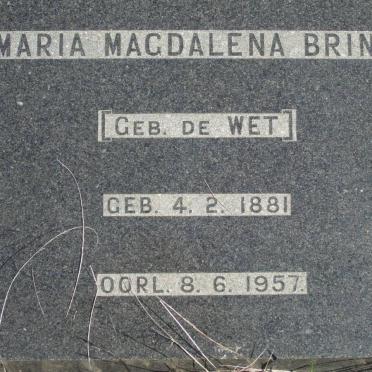 MARIA MAGDALENA BRIN
[GEB. DE WET]
GEB. 4. 2. 1881
OORL. 8. 6. 1957.